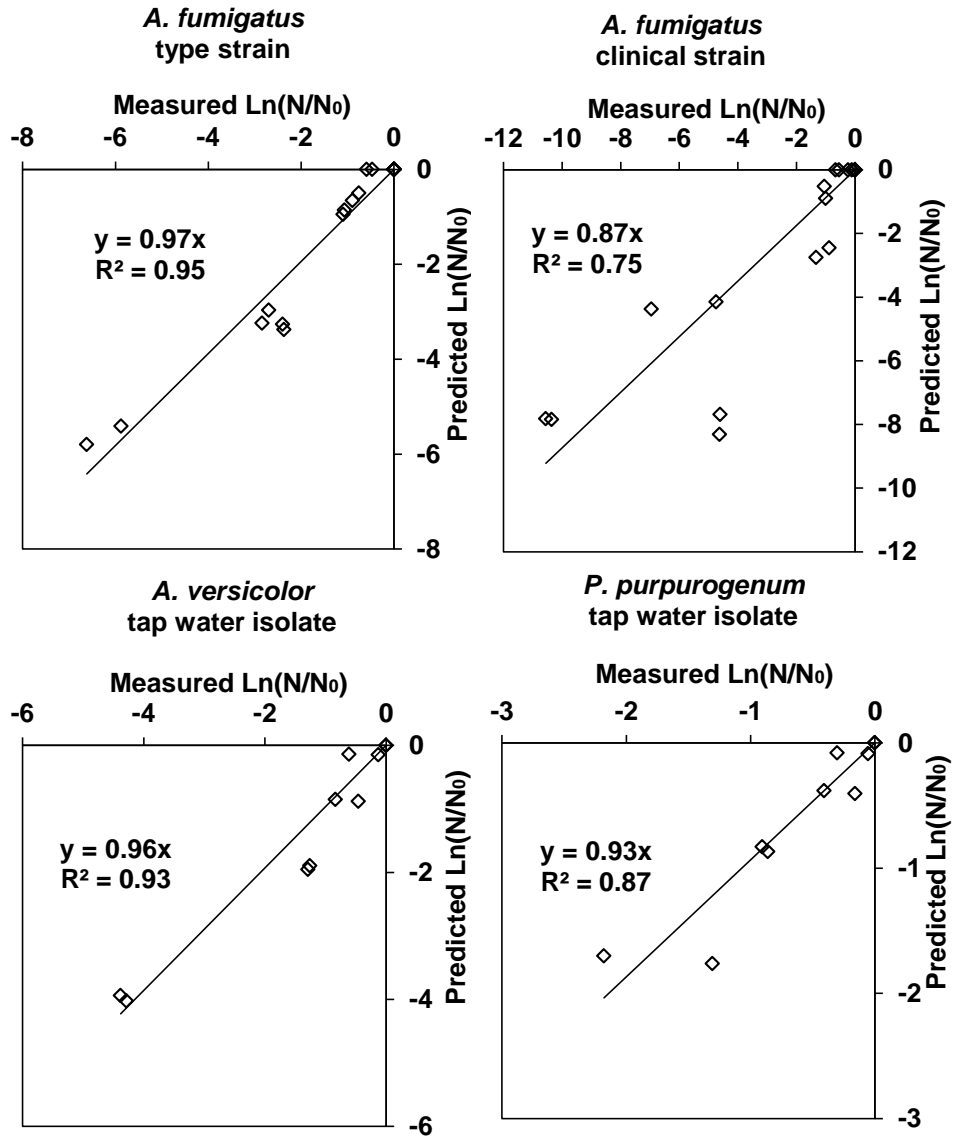 A. fumigatus
type strain
Measured Ln(N/N₀)
-8 -6 -4 -2 0
0
-2
-4
-6
-8
Predicted Ln(N/N₀)
y = 0.97x
R² = 0.95
A. fumigatus
clinical strain
Measured Ln(N/N₀)
-12 -10 -8 -6 -4 -2 0
0
-2
-4
-6
-8
-10
-12
Predicted Ln(N/N₀)
y = 0.87x
R² = 0.75
A. versicolor
tap water isolate
Measured Ln(N/N₀)
-6 -4 -2 0
0
-2
-4
-6
Predicted Ln(N/N₀)
y = 0.96x
R² = 0.93
P. purpurogenum
tap water isolate
Measured Ln(N/N₀)
-3 -2 -1 0
0
-1
-2
-3
Predicted Ln(N/N₀)
y = 0.93x
R² = 0.87